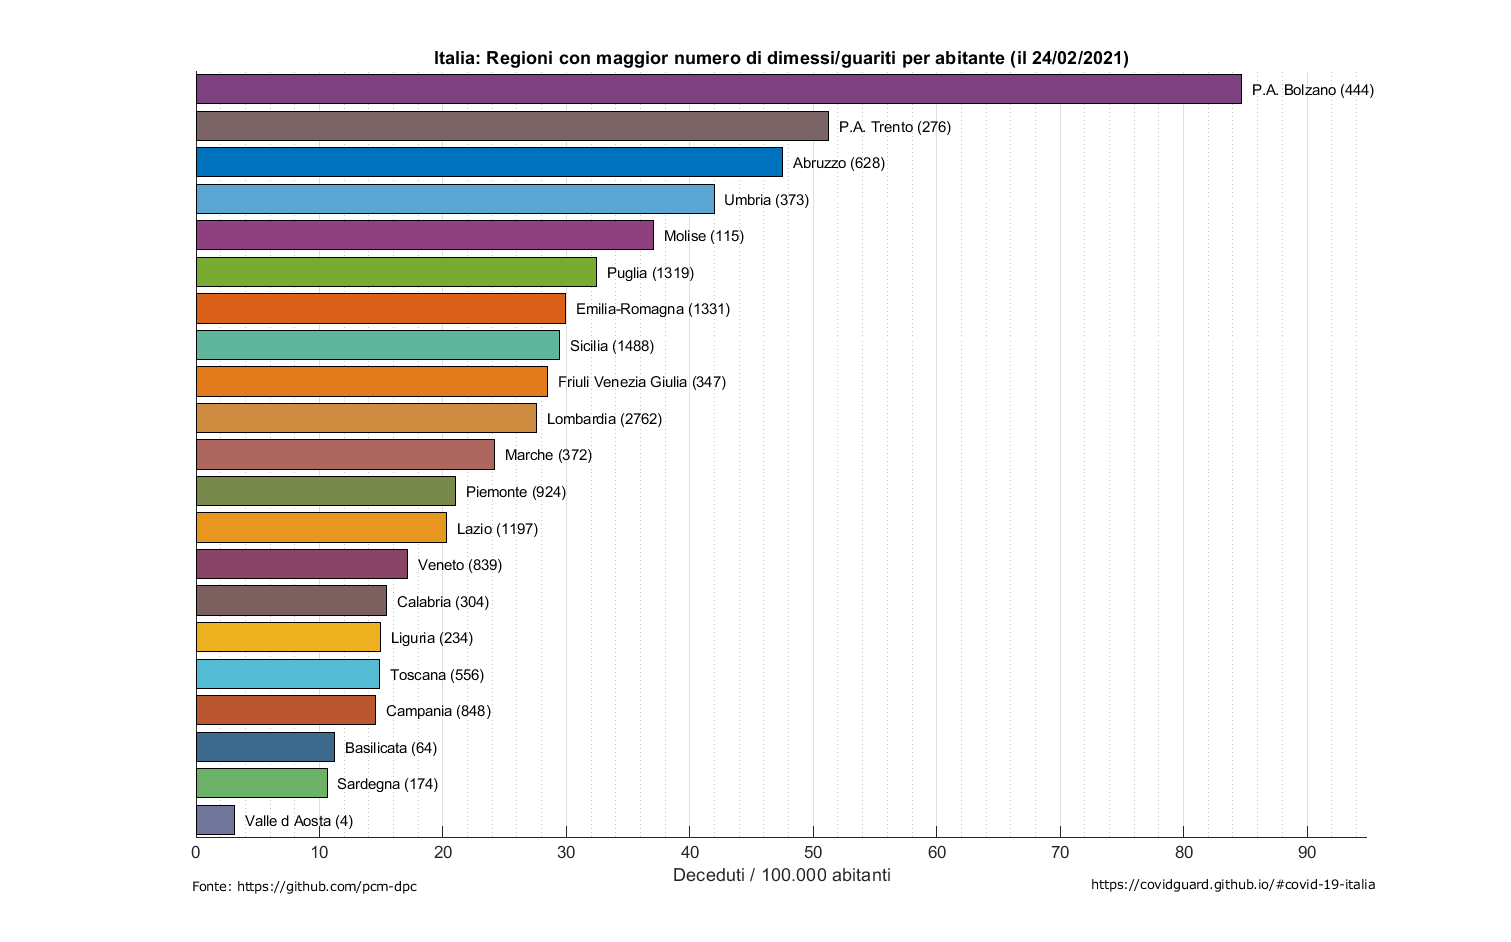 Italia: Regioni con maggior numero di dimessi/guariti per abitante (il 24/02/2021)
P.A. Bolzano (444)
P.A. Trento (276)
Abruzzo (628)
Umbria (373)
Molise (115)
Puglia (1319)
Emilia-Romagna (1331)
Sicilia (1488)
Friuli Venezia Giulia (347)
Lombardia (2762)
Marche (372)
Piemonte (924)
Lazio (1197)
Veneto (839)
Calabria (304)
Liguria (234)
Toscana (556)
Campania (848)
Basilicata (64)
Sardegna (174)
Valle d Aosta (4)
0 10 20 30 40 50 60 70 80 90
Deceduti / 100.000 abitanti
Fonte: https://github.com/pcm-dpc
https://covidguard.github.io/#covid-19-italia